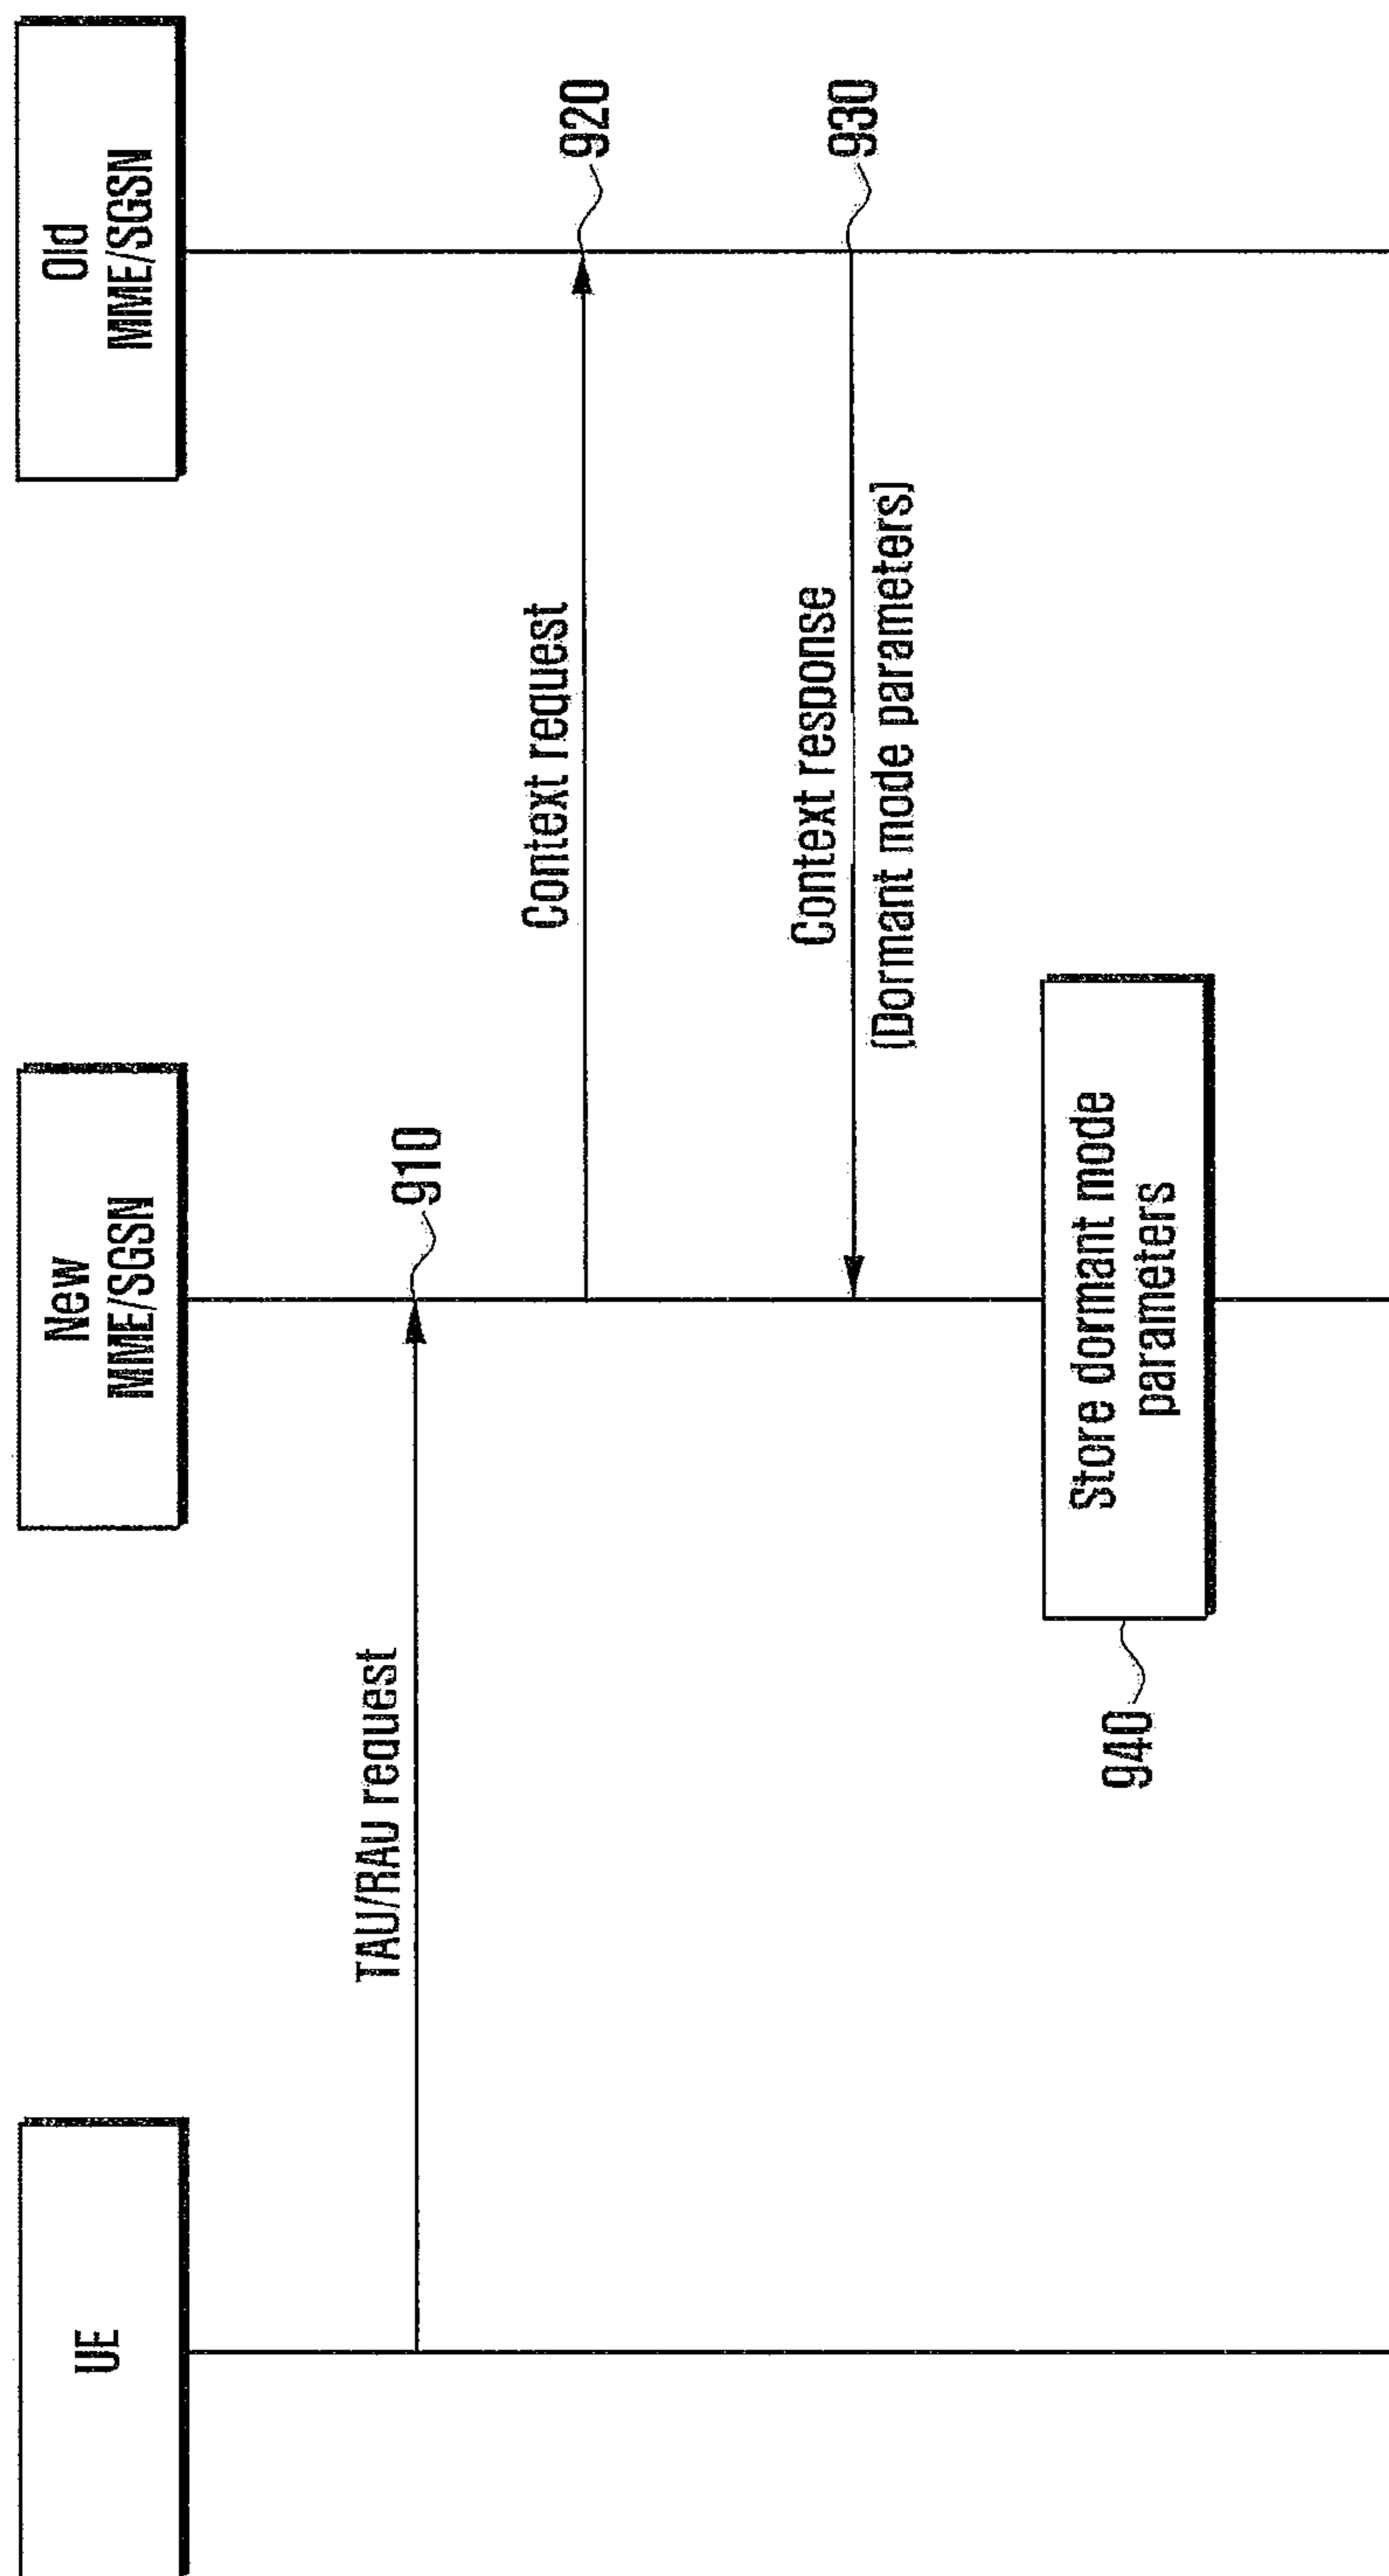 UE
New
MME/SGSN
Old
MME/SGSN
TAU/RAU request
910
Context request
920
Context response
930
(Dormant mode parameters)
Store dormant mode
parameters
940